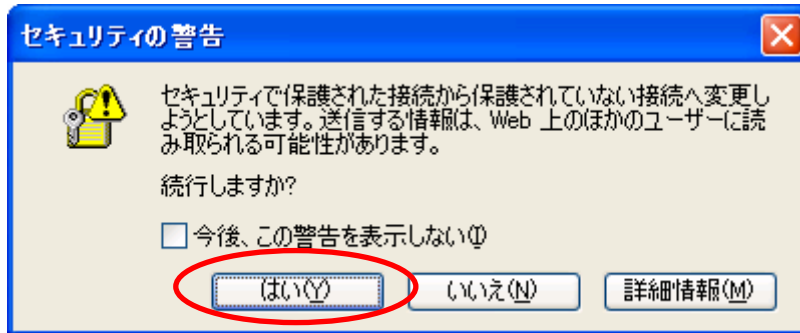 セキュリティの警告
セキュリティで保護された接続から保護されていない接続へ変更し
ようとしています。送信する情報は、Web 上のほかのユーザーに読
み取られる可能性があります。
続行しますか?
今後、この警告を表示しない(I)
はい(Y) いいえ(N) 詳細情報(M)